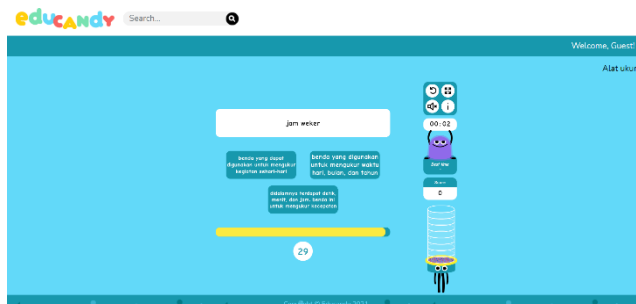 eduCANDY
Search...
Welcome, Guest!
Alat ukur
00:02
jam weker
benda yang dapat
digunakan untuk mengukur
kegiatan sehari-hari
benda yang digunakan
untuk mengukur waktu
hari, bulan, dan tahun
didalamnya terdapat detik,
menit, dan jam. benda ini
untuk mengukur kecepatan
Score
0
29